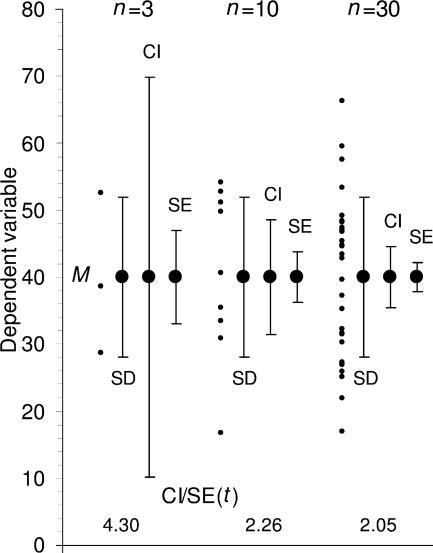 80 n=3 n=10 n=30
CI
70
60
50
SE CI
SE CI
SE
M 40
30
SD SD SD
20
10
CI/SE(t)
4.30 2.26 2.05
0
Dependent variable